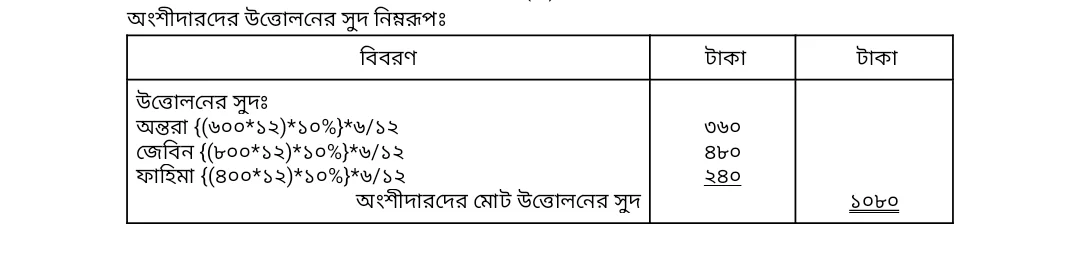 অংশীদারদের উত্তোলনের সুদ নিম্নরূপঃ
বিবরণ টাকা টাকা
উত্তোলনের সুদঃ
অন্তরা {(৬০০*১২)*১০%}*৬/১২ ৩৬০
জেবিন {(৮০০*১২)*১০%}*৬/১২ ৪৮০
ফাহিমা {(৪০০*১২)*১০%}*৬/১২ ২৪০
অংশীদারদের মোট উত্তোলনের সুদ ১০৮০